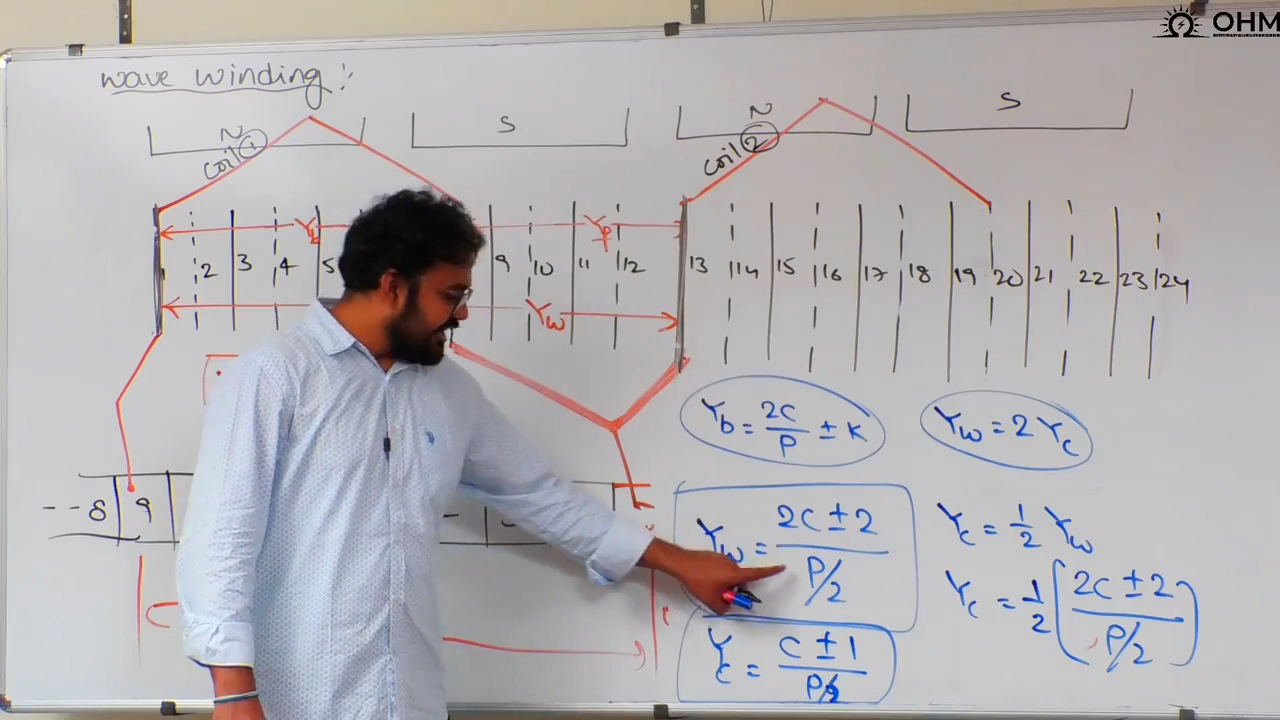 OHM
wave winding :-
N S N S
coil 1 coil 2
Yb Yp
1 2 3 4 5 9 10 11 12 13 14 15 16 17 18 19 20 21 22 23 24
Yw
Yb = 2C/P ± K
Yw = 2 Yc
--8 9
Yw = (2C ± 2)/(P/2)
Yc = 1/2 Yw
Yc = 1/2 [(2C ± 2)/(P/2)]
Yc = (C ± 1)/(P/2)